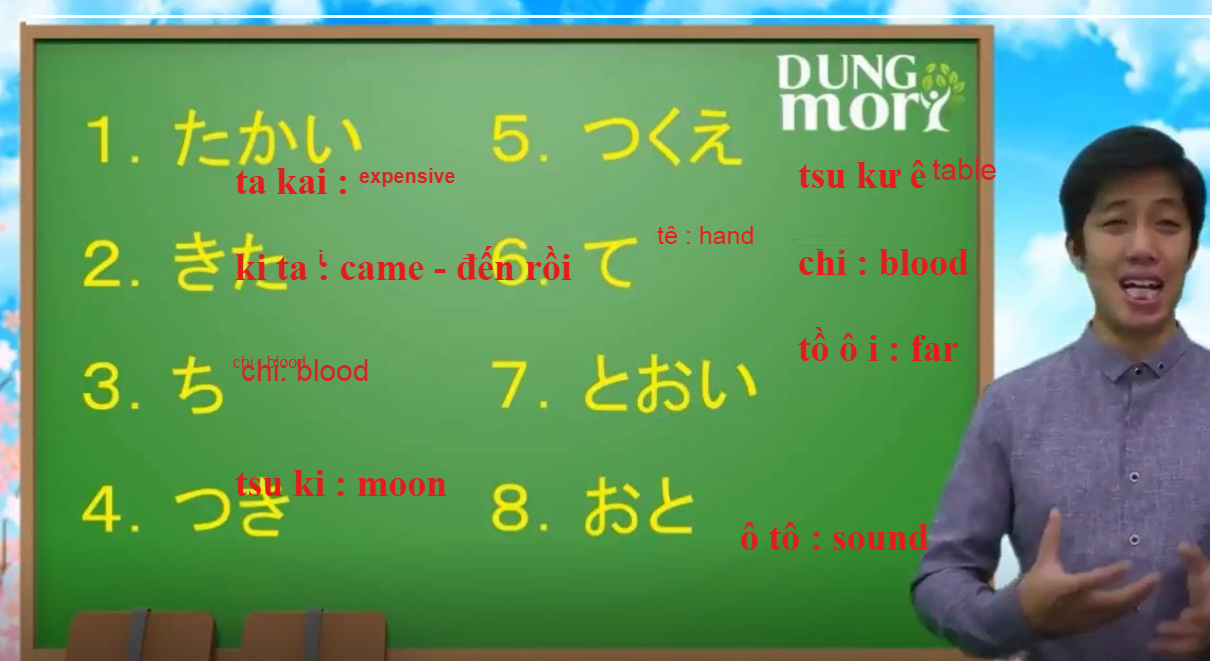 DUNG
mori
1. たかい
ta kai : expensive
2. きた
ki ta : came - đến rồi
3. ち
chi : blood
chi: blood
4. つき
tsu ki : moon
5. つくえ
tsu kư ê table
6. て
tê : hand
chi : blood
7. とおい
tồ ô i : far
8. おと
ô tô : sound